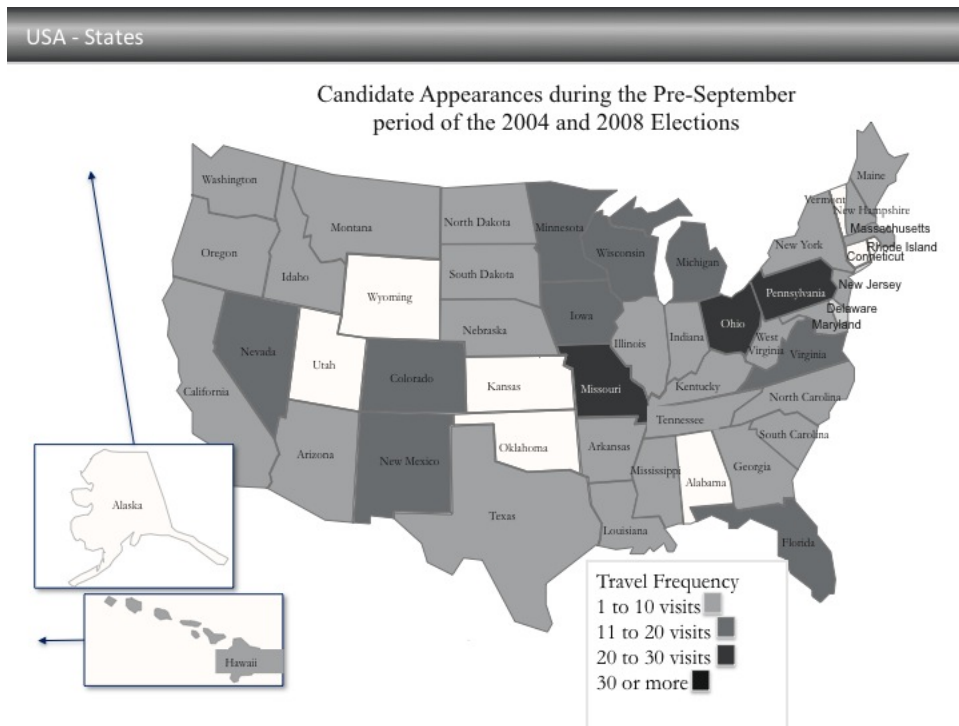 USA - States
Candidate Appearances during the Pre-September
period of the 2004 and 2008 Elections
Washington
Oregon
California
Nevada
Idaho
Montana
Wyoming
Utah
Arizona
Colorado
New Mexico
North Dakota
South Dakota
Nebraska
Kansas
Oklahoma
Texas
Minnesota
Iowa
Missouri
Arkansas
Louisiana
Wisconsin
Illinois
Michigan
Indiana
Ohio
Kentucky
Tennessee
Mississippi
Alabama
Georgia
Florida
South Carolina
North Carolina
Virginia
West
Virginia
Pennsylvania
New York
Vermont
New Hampshire
Maine
Massachusetts
Rhode Island
Conneticut
New Jersey
Delaware
Maryland
Alaska
Hawaii
Travel Frequency
1 to 10 visits
11 to 20 visits
20 to 30 visits
30 or more